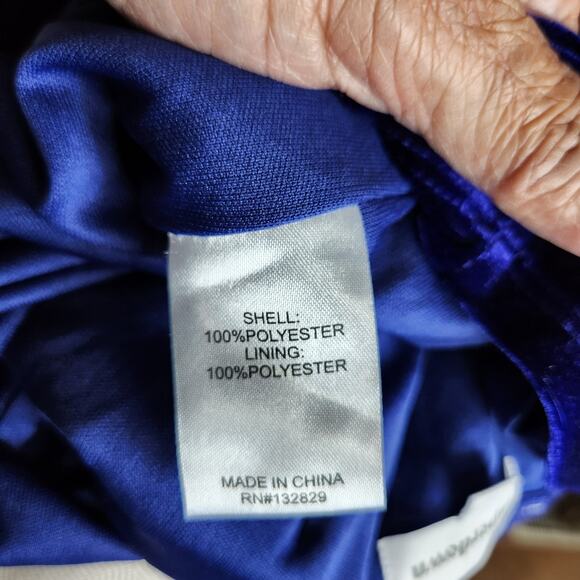 SHELL:
100%POLYESTER
LINING:
100%POLYESTER
MADE IN CHINA
RN#132829